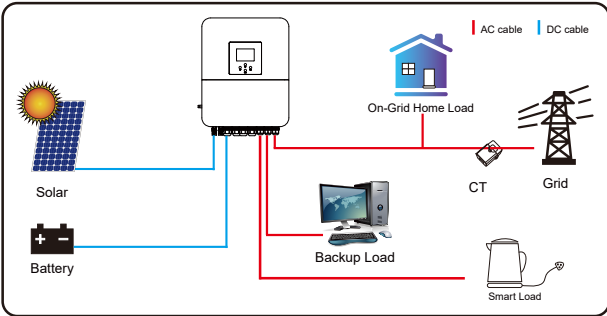 AC cable DC cable
On-Grid Home Load
Solar
CT
Grid
Battery
Backup Load
Smart Load